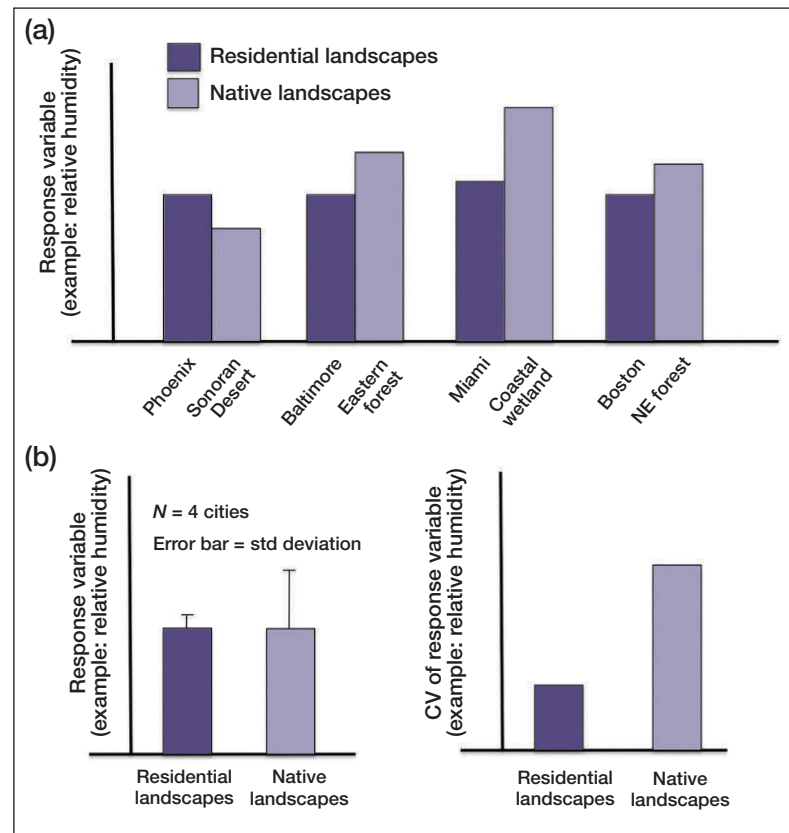 (a)
Residential landscapes
Native landscapes
Response variable
(example: relative humidity)
Phoenix
Sonoran
Desert
Baltimore
Eastern
forest
Miami
Coastal
wetland
Boston
NE forest
(b)
Response variable
(example: relative humidity)
N = 4 cities
Error bar = std deviation
Residential
landscapes
Native
landscapes
CV of response variable
(example: relative humidity)
Residential
landscapes
Native
landscapes